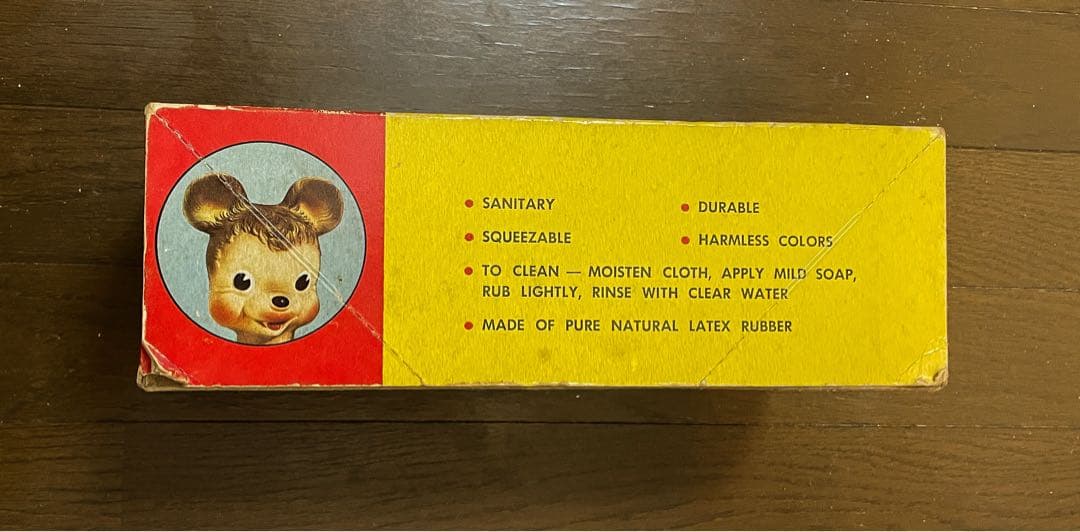 • SANITARY
• DURABLE
• SQUEEZABLE
• HARMLESS COLORS
• TO CLEAN — MOISTEN CLOTH, APPLY MILD SOAP,
RUB LIGHTLY, RINSE WITH CLEAR WATER
• MADE OF PURE NATURAL LATEX RUBBER